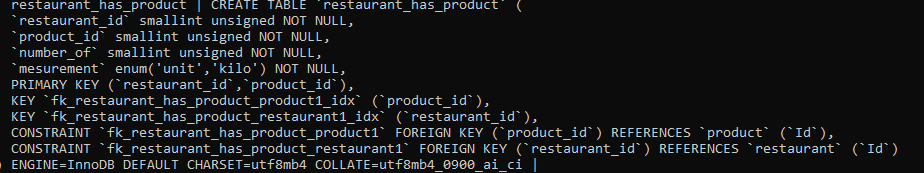 restaurant_has_product | CREATE TABLE `restaurant_has_product` (
`restaurant_id` smallint unsigned NOT NULL,
`product_id` smallint unsigned NOT NULL,
`number_of` smallint unsigned NOT NULL,
`mesurement` enum('unit','kilo') NOT NULL,
PRIMARY KEY (`restaurant_id`,`product_id`),
KEY `fk_restaurant_has_product_product1_idx` (`product_id`),
KEY `fk_restaurant_has_product_restaurant1_idx` (`restaurant_id`),
CONSTRAINT `fk_restaurant_has_product_product1` FOREIGN KEY (`product_id`) REFERENCES `product` (`Id`),
CONSTRAINT `fk_restaurant_has_product_restaurant1` FOREIGN KEY (`restaurant_id`) REFERENCES `restaurant` (`Id`)
) ENGINE=InnoDB DEFAULT CHARSET=utf8mb4 COLLATE=utf8mb4_0900_ai_ci |